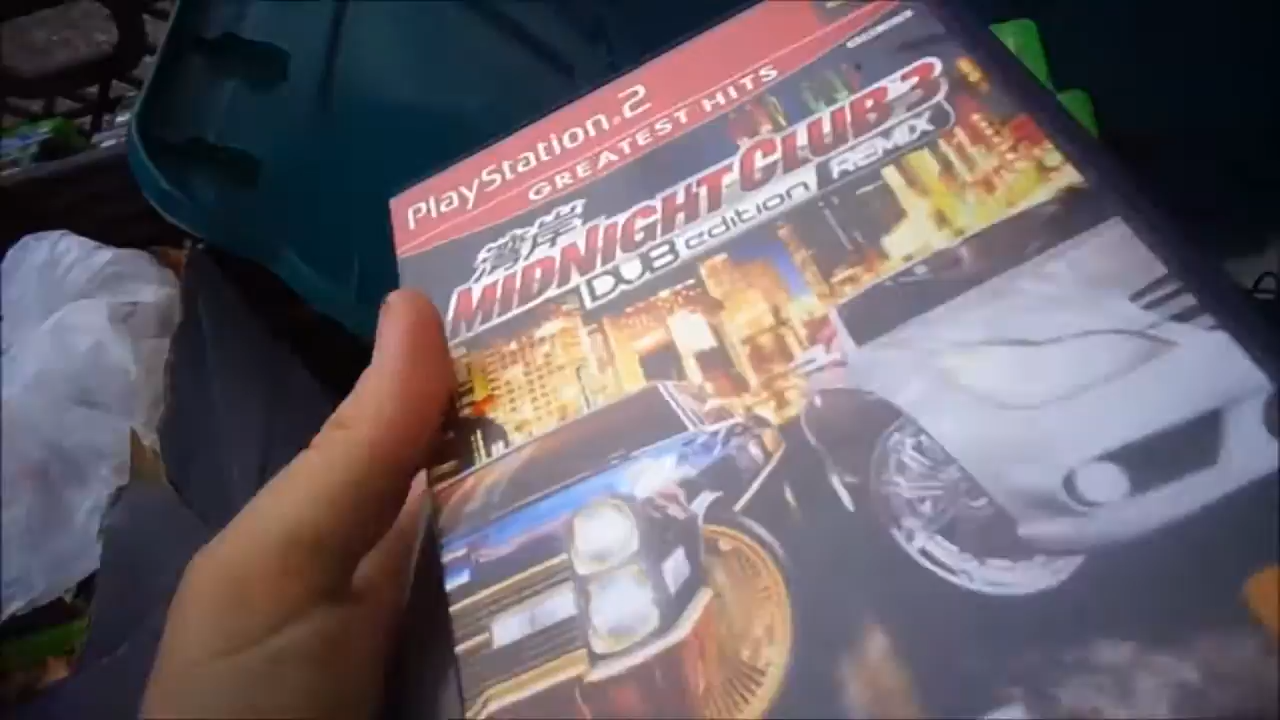 PlayStation.2
GREATEST HITS
湾岸
MIDNIGHT CLUB 3
DUB edition REMIX